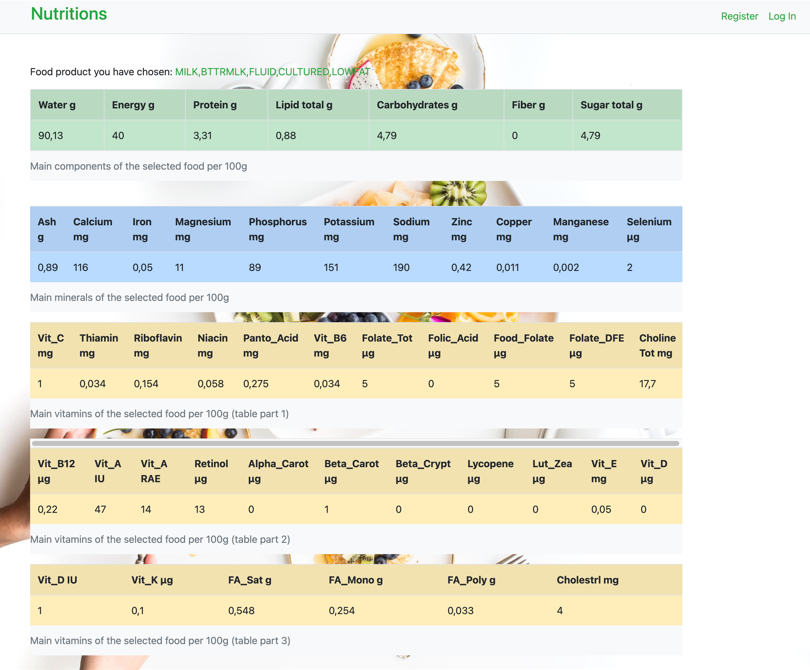 Nutritions
Register Log In
Food product you have chosen: MILK,BTTRMLK,FLUID,CULTURED,LOWFAT
Water g Energy g Protein g Lipid total g Carbohydrates g Fiber g Sugar total g
90,13 40 3,31 0,88 4,79 0 4,79
Main components of the selected food per 100g
Ash Calcium Iron Magnesium Phosphorus Potassium Sodium Zinc Copper Manganese Selenium
g mg mg mg mg mg mg mg mg mg µg
0,89 116 0,05 11 89 151 190 0,42 0,011 0,002 2
Main minerals of the selected food per 100g
Vit_C Thiamin Riboflavin Niacin Panto_Acid Vit_B6 Folate_Tot Folic_Acid Food_Folate Folate_DFE Choline
mg mg mg mg mg mg µg µg µg µg Tot mg
1 0,034 0,154 0,058 0,275 0,034 5 0 5 5 17,7
Main vitamins of the selected food per 100g (table part 1)
Vit_B12 Vit_A Vit_A Retinol Alpha_Carot Beta_Carot Beta_Crypt Lycopene Lut_Zea Vit_E Vit_D
µg IU RAE µg µg µg µg µg µg mg µg
0,22 47 14 13 0 1 0 0 0 0,05 0
Main vitamins of the selected food per 100g (table part 2)
Vit_D IU Vit_K µg FA_Sat g FA_Mono g FA_Poly g Cholestrl mg
1 0,1 0,548 0,254 0,033 4
Main vitamins of the selected food per 100g (table part 3)